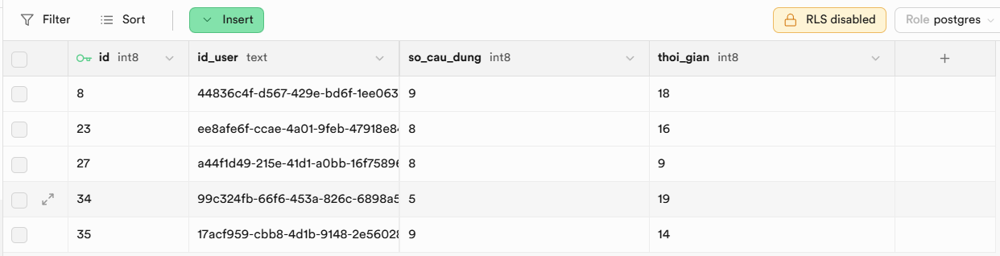 Filter Sort Insert RLS disabled Role postgres
id int8 id_user text so_cau_dung int8 thoi_gian int8
8 44836c4f-d567-429e-bd6f-1ee063 9 18
23 ee8afe6f-ccae-4a01-9feb-47918e8 8 16
27 a44f1d49-215e-41d1-a0bb-16f7589 8 9
34 99c324fb-66f6-453a-826c-6898a5 5 19
35 17acf959-cbb8-4d1b-9148-2e5602 9 14